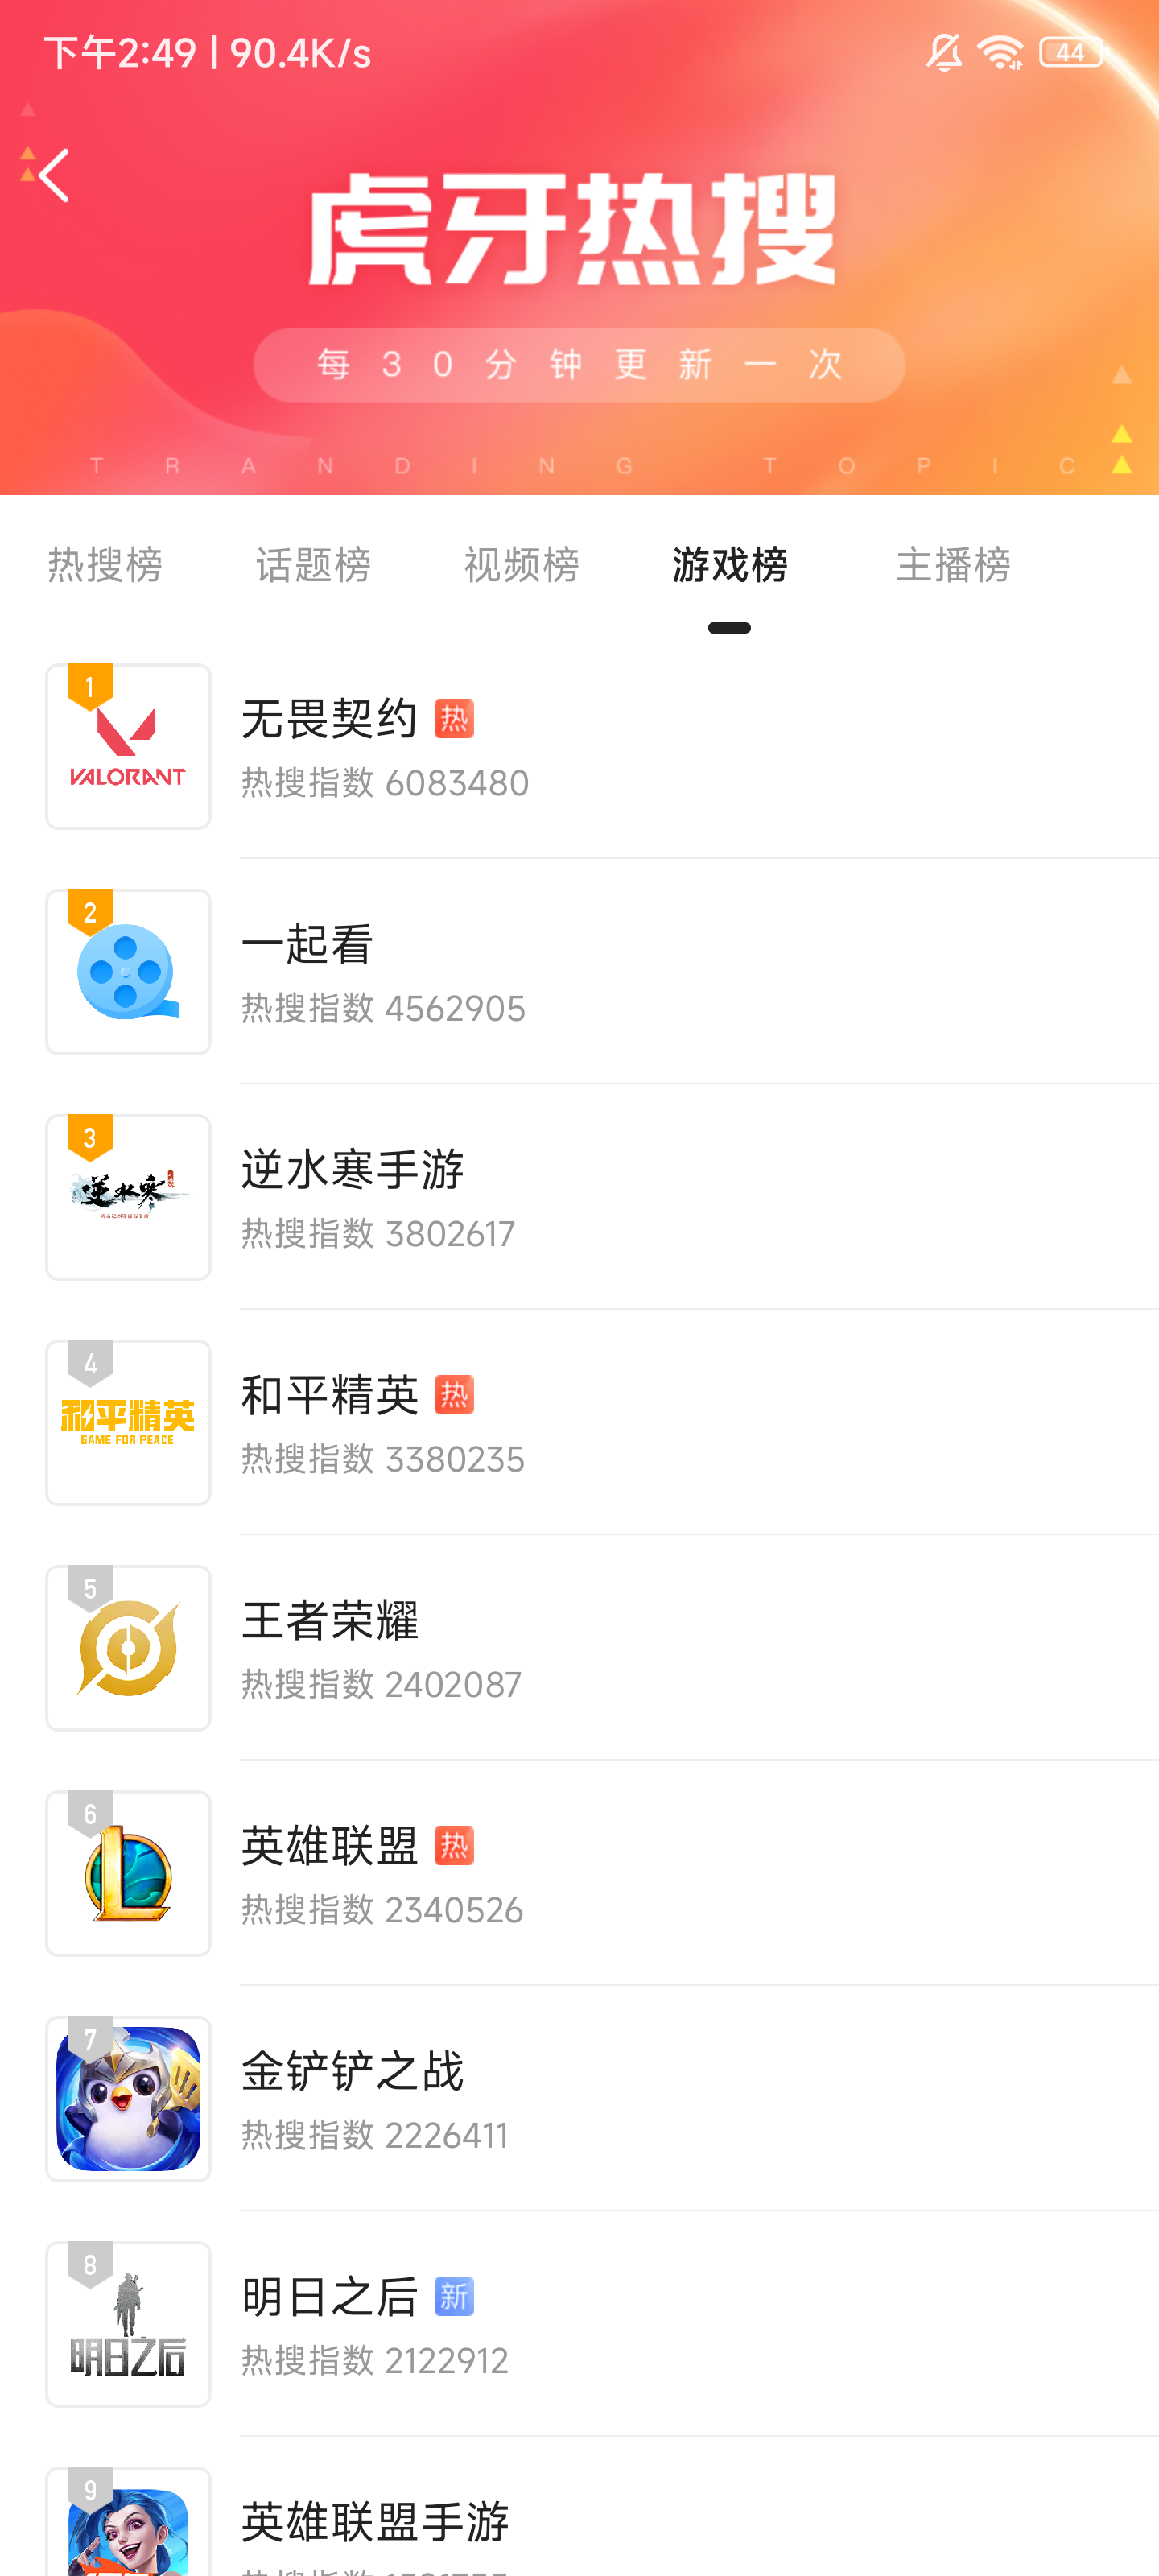 下午2:49 | 90.4K/s
44
虎牙热搜
每30分钟更新一次
TRANDING TOPIC
热搜榜 话题榜 视频榜 游戏榜 主播榜
1
VALORANT
无畏契约 热
热搜指数 6083480
2
一起看
热搜指数 4562905
3
逆水寒
逆水寒手游
热搜指数 3802617
4
和平精英
GAME FOR PEACE
和平精英 热
热搜指数 3380235
5
王者荣耀
热搜指数 2402087
6
英雄联盟 热
热搜指数 2340526
7
金铲铲之战
热搜指数 2226411
8
明日之后
明日之后 新
热搜指数 2122912
9
英雄联盟手游